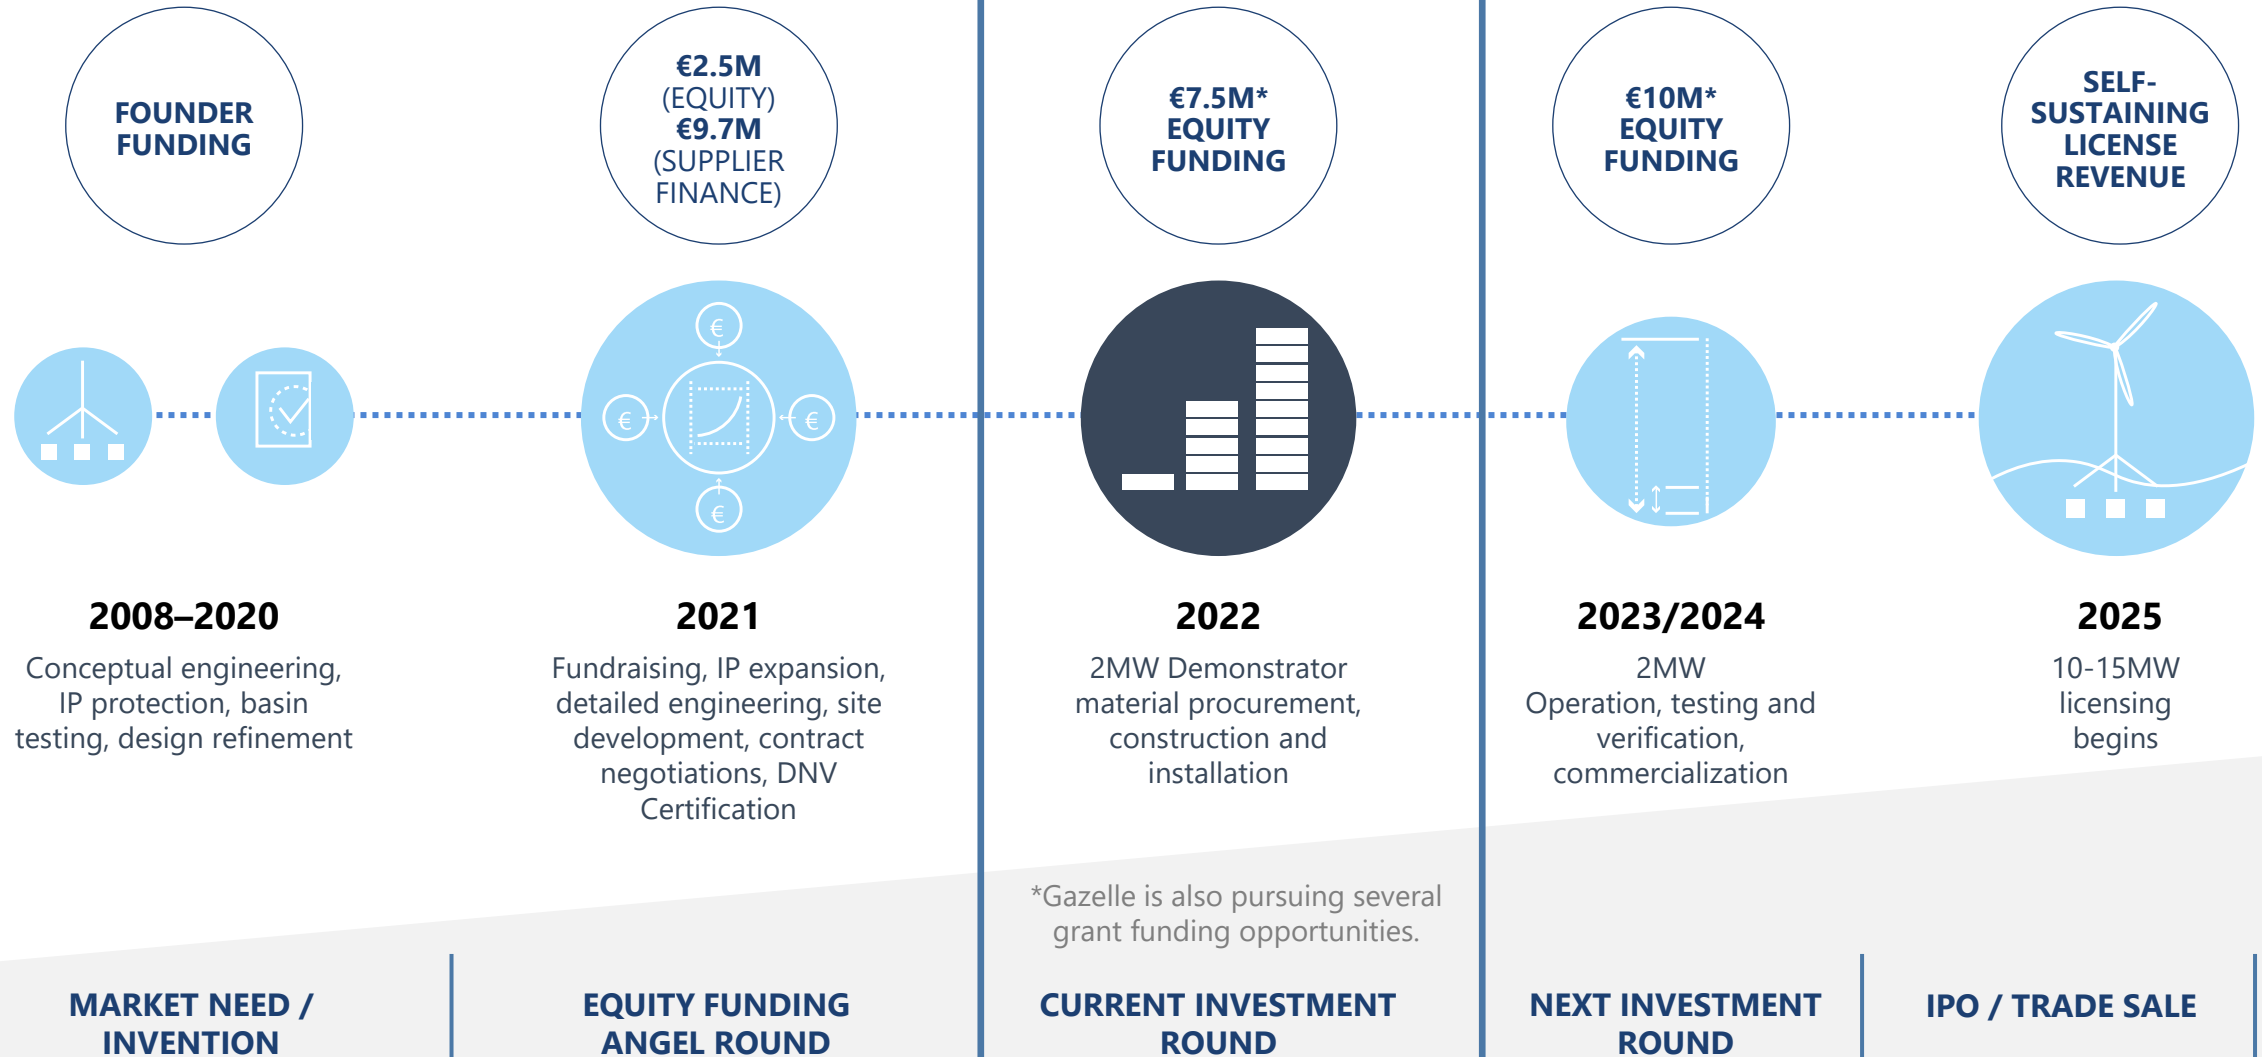 FOUNDER
FUNDING
€2.5M
(EQUITY)
€9.7M
(SUPPLIER
FINANCE)
€7.5M*
EQUITY
FUNDING
€10M*
EQUITY
FUNDING
SELF-
SUSTAINING
LICENSE
REVENUE
€
€
€
€
2008–2020
Conceptual engineering,
IP protection, basin
testing, design refinement
2021
Fundraising, IP expansion,
detailed engineering, site
development, contract
negotiations, DNV
Certification
2022
2MW Demonstrator
material procurement,
construction and
installation
2023/2024
2MW
Operation, testing and
verification,
commercialization
2025
10-15MW
licensing
begins
*Gazelle is also pursuing several
grant funding opportunities.
MARKET NEED /
INVENTION
EQUITY FUNDING
ANGEL ROUND
CURRENT INVESTMENT
ROUND
NEXT INVESTMENT
ROUND
IPO / TRADE SALE